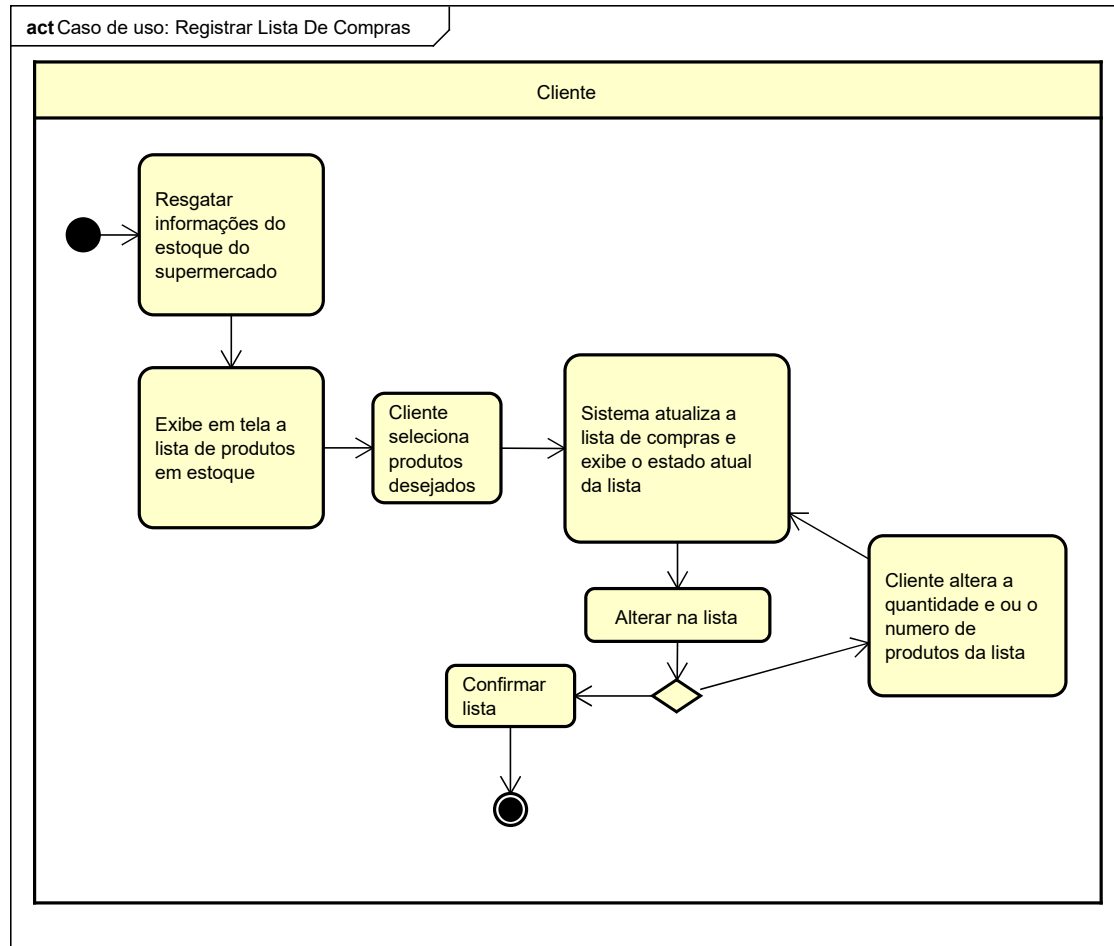 act Caso de uso: Registrar Lista De Compras
Cliente
Resgatar
informações do
estoque do
supermercado
Exibe em tela a
lista de produtos
em estoque
Cliente
seleciona
produtos
desejados
Sistema atualiza a
lista de compras e
exibe o estado atual
da lista
Alterar na lista
Cliente altera a
quantidade e ou o
numero de
produtos da lista
Confirmar
lista